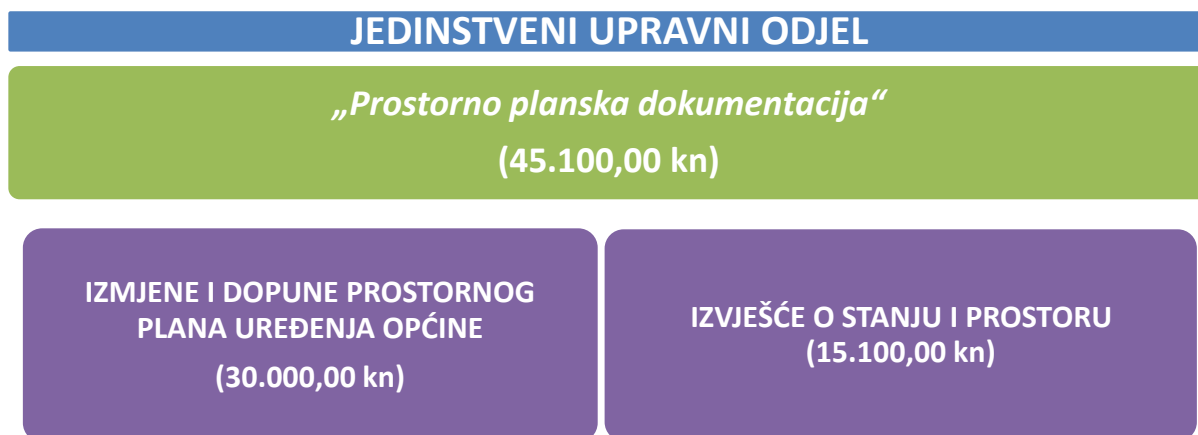 JEDINSTVENI UPRAVNI ODJEL
„Prostorno planska dokumentacija“
(45.100,00 kn)
IZMJENE I DOPUNE PROSTORNOG
PLANA UREĐENJA OPĆINE
(30.000,00 kn)
IZVJEŠĆE O STANJU I PROSTORU
(15.100,00 kn)